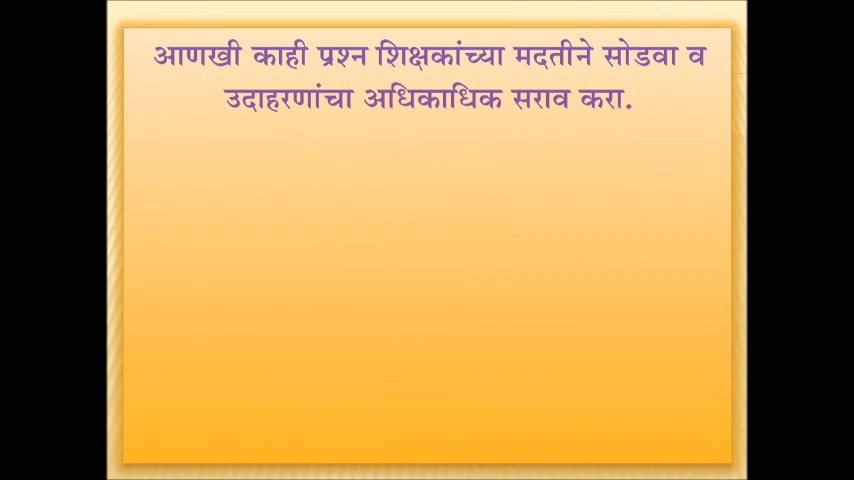 आणखी काही प्रश्न शिक्षकांच्या मदतीने सोडवा व
उदाहरणांचा अधिकाधिक सराव करा.